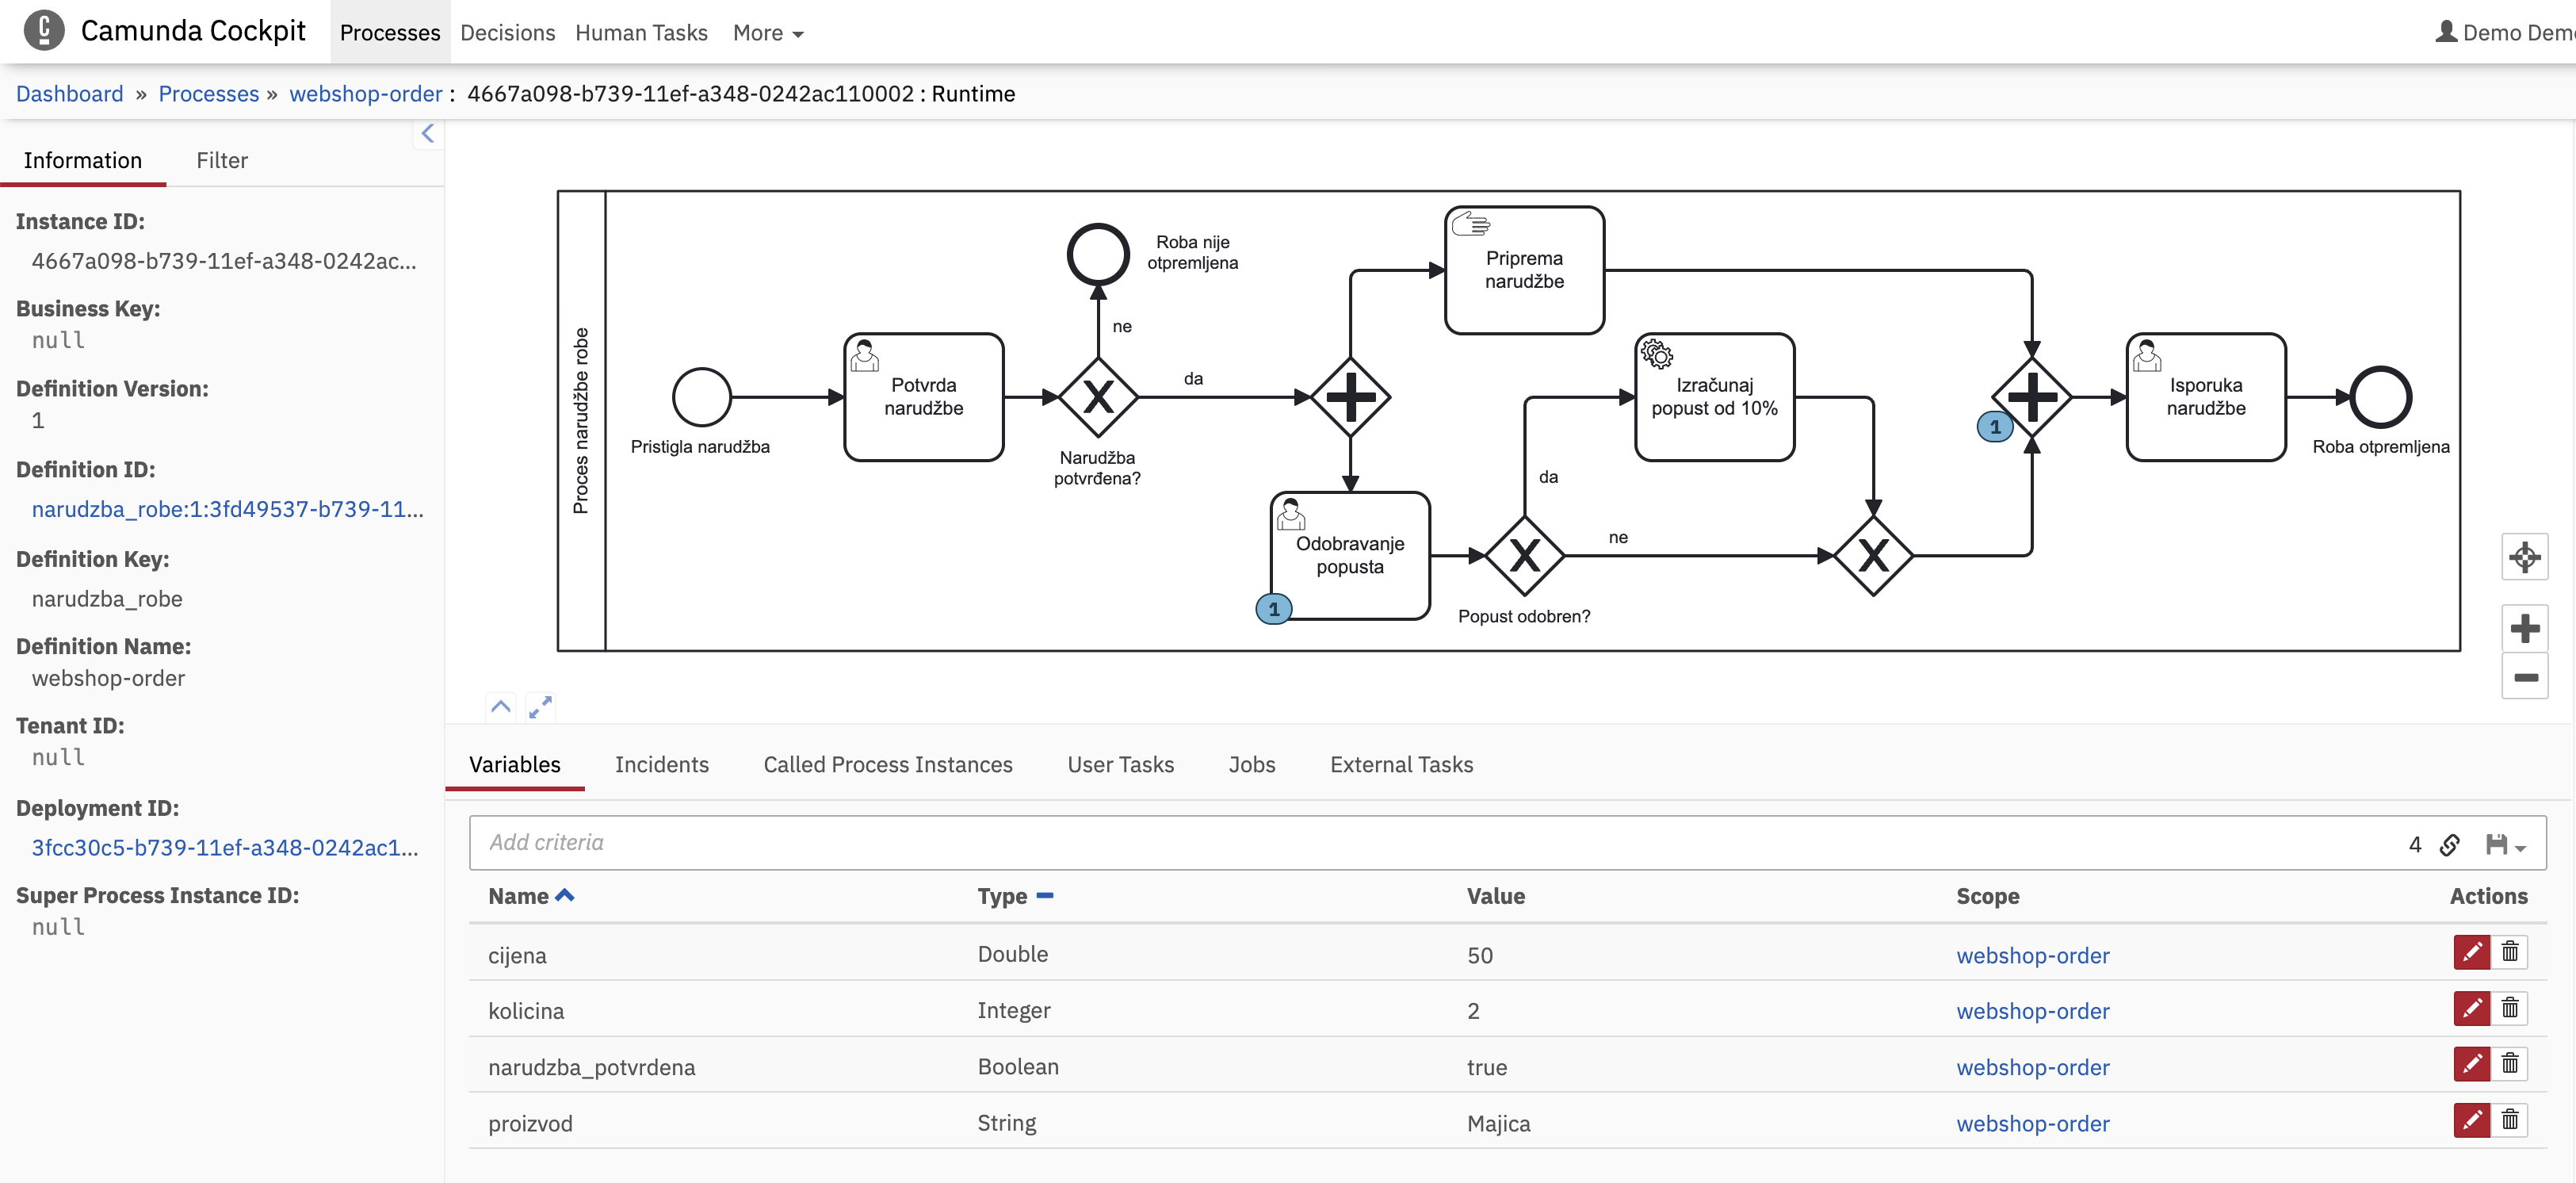 Camunda Cockpit
Processes
Decisions
Human Tasks
More
Demo Dem
Dashboard » Processes » webshop-order : 4667a098-b739-11ef-a348-0242ac110002 : Runtime
Information
Filter
Instance ID:
4667a098-b739-11ef-a348-0242ac...
Business Key:
null
Definition Version:
1
Definition ID:
narudzba_robe:1:3fd49537-b739-11...
Definition Key:
narudzba_robe
Definition Name:
webshop-order
Tenant ID:
null
Deployment ID:
3fcc30c5-b739-11ef-a348-0242ac1...
Super Process Instance ID:
null
Proces narudžbe robe
Pristigla narudžba
Potvrda
narudžbe
Roba nije
otpremljena
ne
da
Narudžba
potvrđena?
Priprema
narudžbe
Odobravanje
popusta
1
da
ne
Popust odobren?
Izračunaj
popust od 10%
1
Isporuka
narudžbe
Roba otpremljena
Variables
Incidents
Called Process Instances
User Tasks
Jobs
External Tasks
Add criteria
4
Name Type Value Scope Actions
cijena Double 50 webshop-order
kolicina Integer 2 webshop-order
narudzba_potvrdena Boolean true webshop-order
proizvod String Majica webshop-order